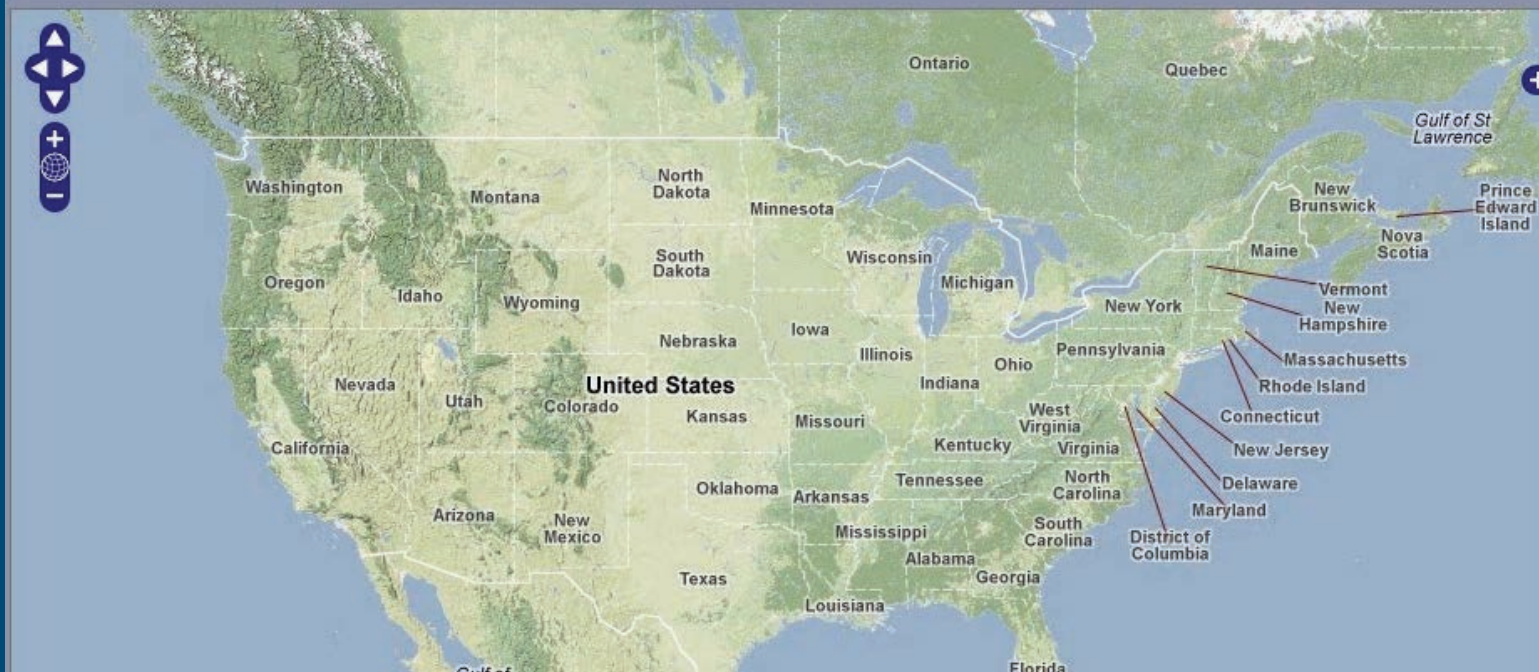 Ontario
Quebec
Gulf of St
Lawrence
Washington
Montana
North
Dakota
Minnesota
New
Brunswick
Prince
Edward
Island
Nova
Scotia
Maine
Oregon
Idaho
Wyoming
South
Dakota
Wisconsin
Michigan
New York
Vermont
New
Hampshire
Nebraska
Iowa
Illinois
Indiana
Ohio
Pennsylvania
Massachusetts
Rhode Island
Connecticut
Nevada
Utah
Colorado
United States
Kansas
Missouri
West
Virginia
Virginia
Kentucky
New Jersey
California
Delaware
Maryland
District of
Columbia
Arizona
New
Mexico
Oklahoma
Arkansas
Tennessee
North
Carolina
South
Carolina
Mississippi
Alabama
Georgia
Texas
Louisiana
Gulf of
Florida